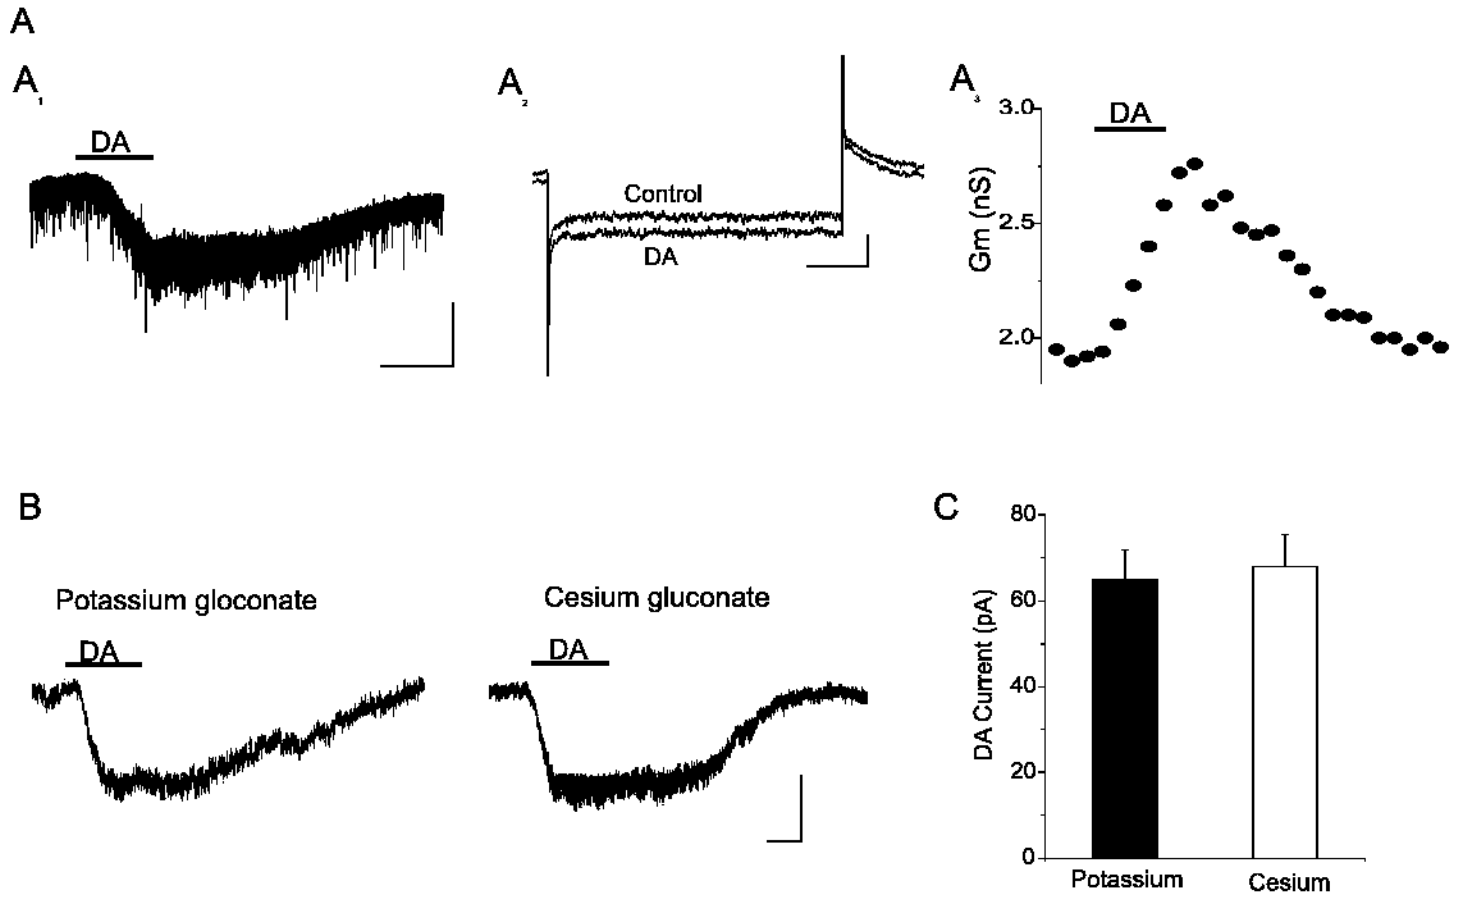 A
A₁
DA
A₂
Control
DA
A₃
DA
3.0
2.5
2.0
Gm (nS)
B
Potassium gloconate
DA
Cesium gluconate
DA
C
80
60
40
20
0
DA Current (pA)
Potassium
Cesium